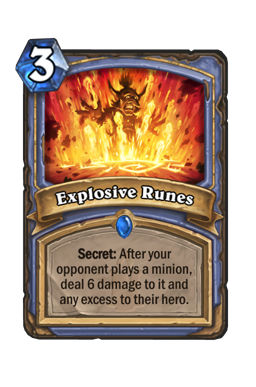 3
Explosive Runes
Secret: After your
opponent plays a minion,
deal 6 damage to it and
any excess to their hero.